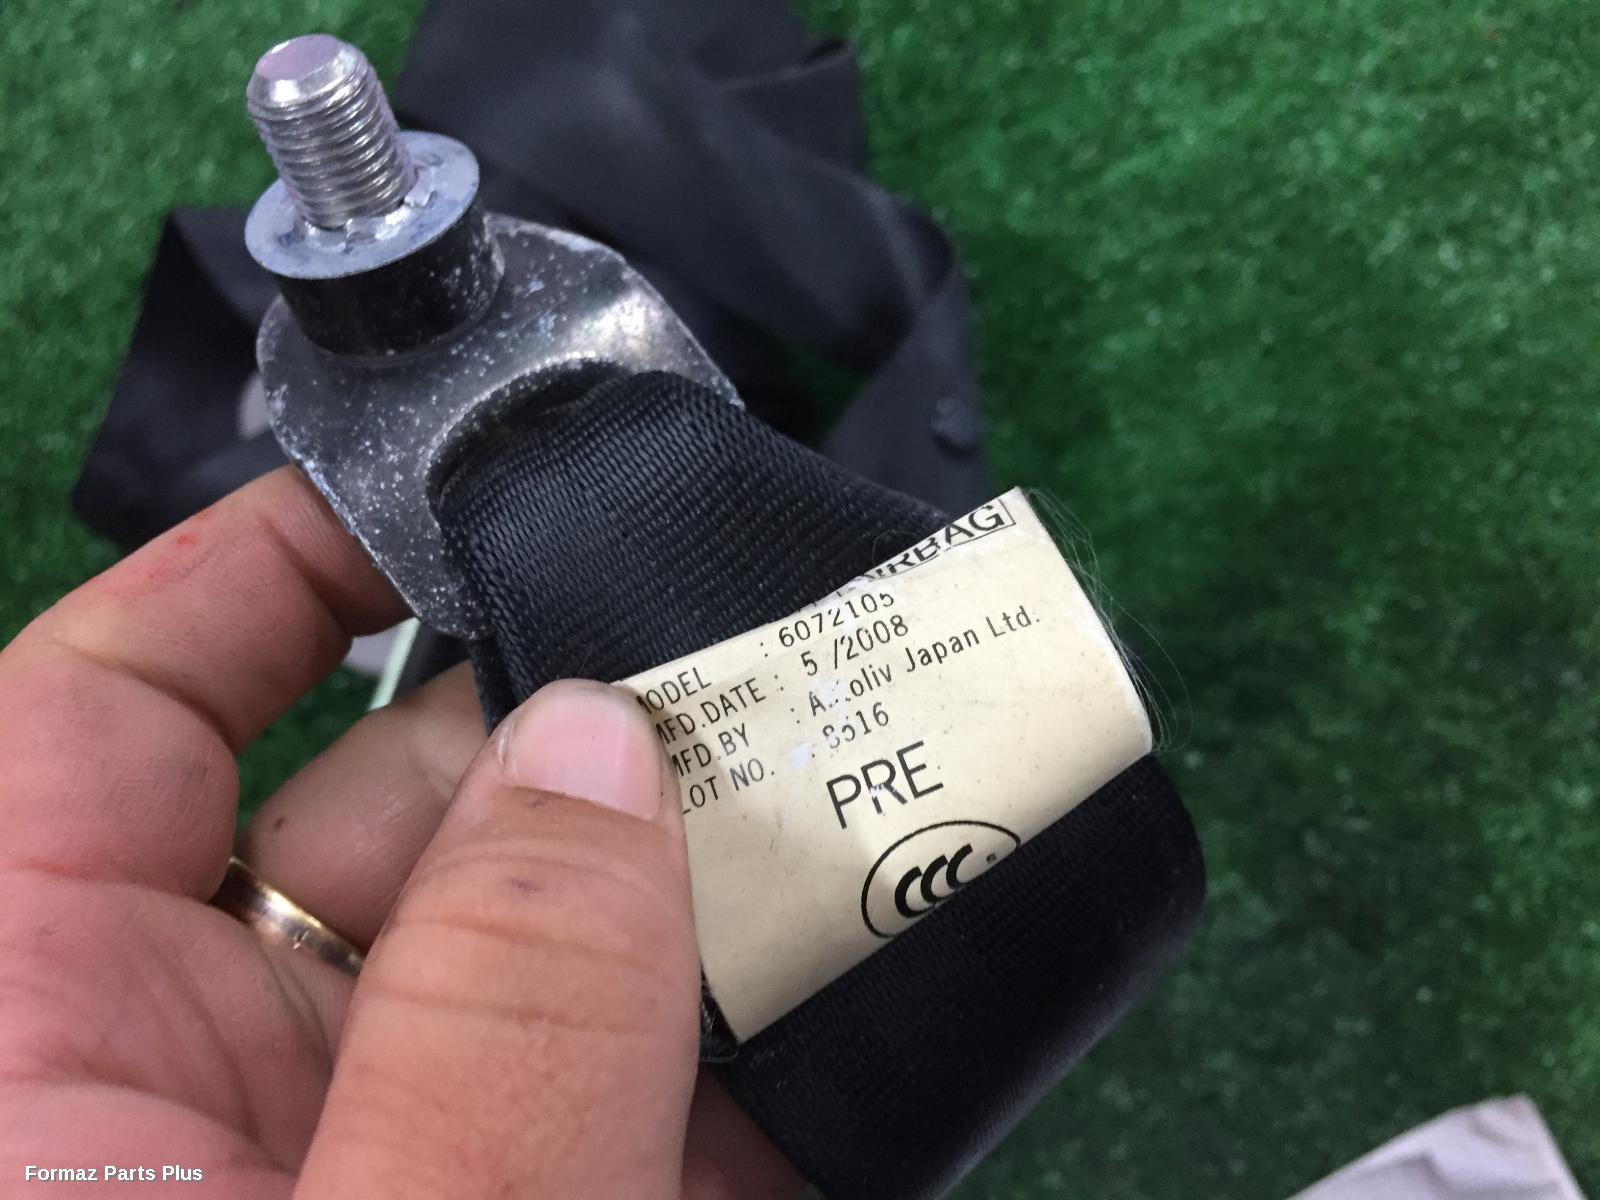 AIRBAG
MODEL : 6072105
MFD.DATE : 5 /2008
MFD.BY : Autoliv Japan Ltd.
LOT NO. : 8516
PRE
CCC S
Formaz Parts Plus